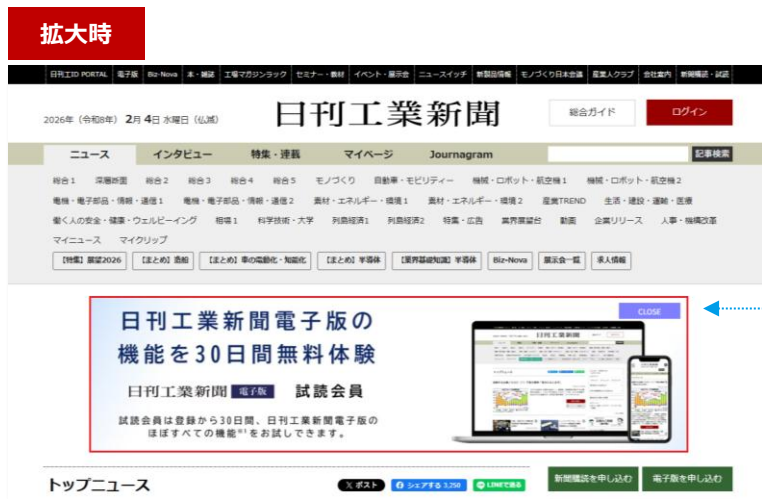 拡大時
日刊工ID PORTAL 電子版 Biz-Nova 本・雑誌 工場マガジンラック セミナー・教材 イベント・展示会 ニュースイッチ 新製品情報 モノづくり日本会議 産業人クラブ 会社案内 新聞購読・試読
2026年（令和8年） 2月 4日 水曜日（仏滅） 日刊工業新聞 総合ガイド ログイン
ニュース インタビュー 特集・連載 マイページ Journagram 記事検索
総合1 深層断面 総合2 総合3 総合4 総合5 モノづくり 自動車・モビリティー 機械・ロボット・航空機1 機械・ロボット・航空機2
電機・電子部品・情報・通信1 電機・電子部品・情報・通信2 素材・エネルギー・環境1 素材・エネルギー・環境2 産業TREND 生活・建設・運輸・医療
働く人の安全・健康・ウェルビーイング 相場1 科学技術・大学 列島経済1 列島経済2 特集・広告 業界展望台 動画 企業リリース 人事・機構改革
マイニュース マイクリップ
【特集】展望2026 【まとめ】造船 【まとめ】車の電動化・知能化 【まとめ】半導体 【業界基礎知識】半導体 Biz-Nova 展示会一覧 求人情報
CLOSE
日刊工業新聞電子版の
機能を30日間無料体験
日刊工業新聞 電子版 試読会員
試読会員は登録から30日間、日刊工業新聞電子版の
ほぼすべての機能※1をお試しできます。
日刊工業新聞
トップニュース
ポスト シェアする 3,250 LINEで送る
新聞購読を申し込む 電子版を申し込む